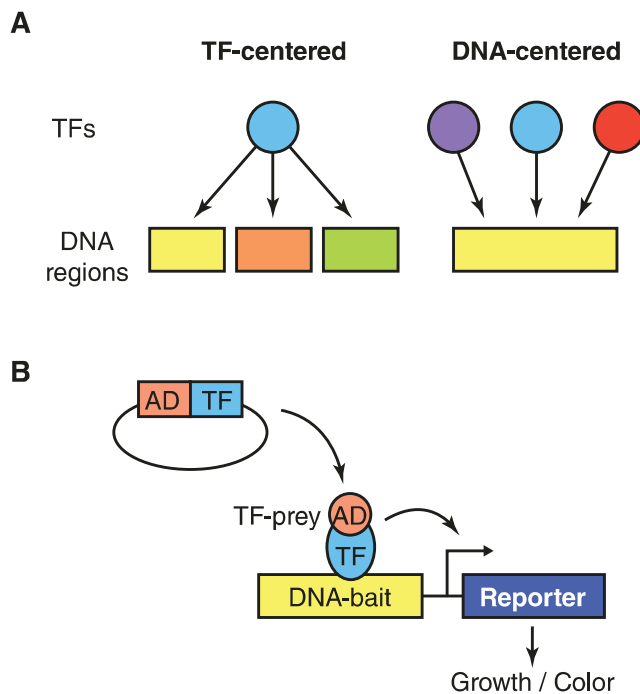 A
TF-centered
DNA-centered
TFs
DNA
regions
B
AD TF
TF-prey
AD
TF
DNA-bait
Reporter
Growth / Color